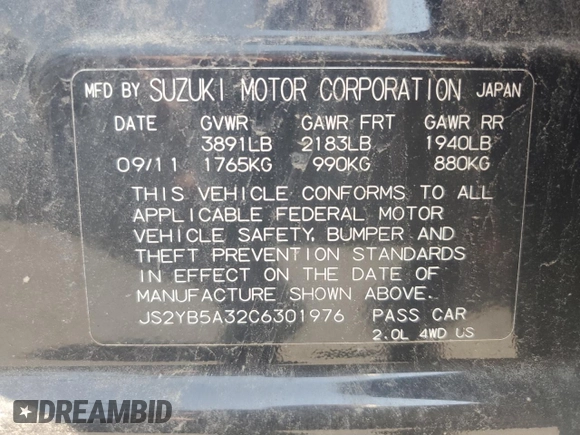 MFD BY SUZUKI MOTOR CORPORATION JAPAN
DATE GVWR GAWR FRT GAWR RR
3891LB 2183LB 1940LB
09/11 1765KG 990KG 880KG
THIS VEHICLE CONFORMS TO ALL
APPLICABLE FEDERAL MOTOR
VEHICLE SAFETY, BUMPER AND
THEFT PREVENTION STANDARDS
IN EFFECT ON THE DATE OF
MANUFACTURE SHOWN ABOVE.
JS2YB5A32C6301976 PASS CAR
2.0L 4WD US
DREAMBID